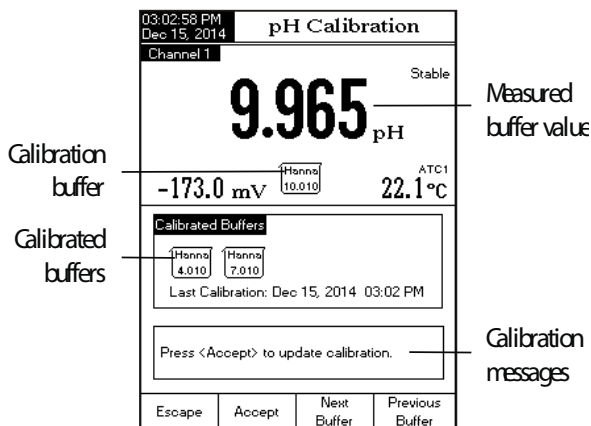 03:02:58 PM
Dec 15, 2014
pH Calibration
Channel 1
Stable
9.965 pH
Measured
buffer value
Calibration
buffer
-173.0 mV
Hanna
10.010
ATC1
22.1°C
Calibrated
buffers
Calibrated Buffers
Hanna
4.010
Hanna
7.010
Last Calibration: Dec 15, 2014 03:02 PM
Press <Accept> to update calibration.
Calibration
messages
Escape
Accept
Next
Buffer
Previous
Buffer